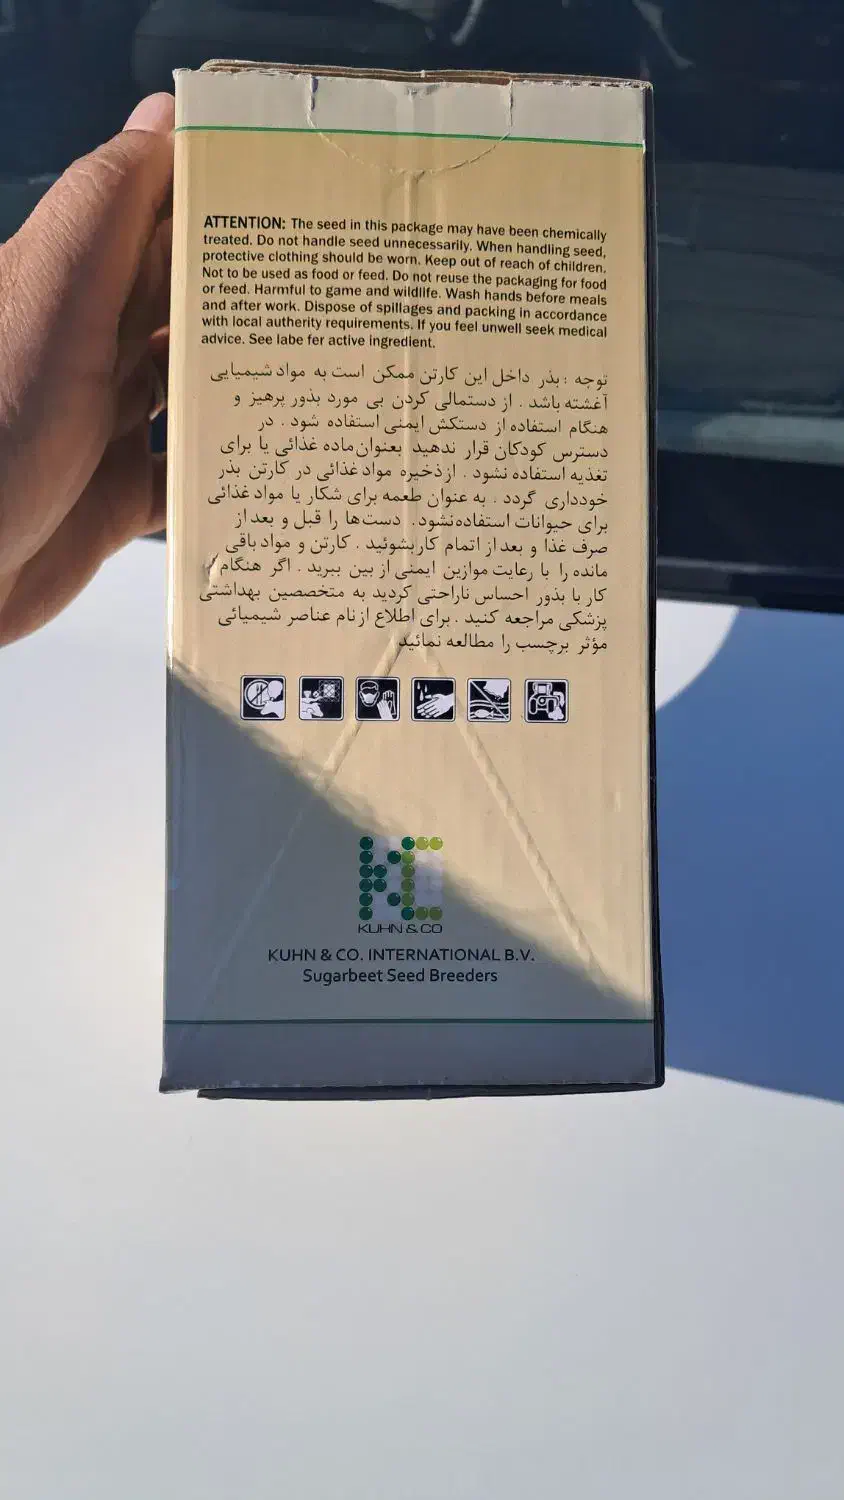 ATTENTION: The seed in this package may have been chemically
treated. Do not handle seed unnecessarily. When handling seed,
protective clothing should be worn. Keep out of reach of children.
Not to be used as food or feed. Do not reuse the packaging for food
or feed. Harmful to game and wildlife. Wash hands before meals
and after work. Dispose of spillages and packing in accordance
with local autherity requirements. If you feel unwell seek medical
advice. See labe fer active ingredient.
توجه : بذر داخل این کارتن ممکن است به مواد شیمیایی
آغشته باشد . از دستمالی کردن بی مورد بذور پرهیز و
هنگام استفاده از دستکش ایمنی استفاده شود . در
دسترس کودکان قرار ندهید بعنوان ماده غذائی یا برای
تغذیه استفاده نشود . از ذخیره مواد غذائی در کارتن بذر
خودداری گردد . به عنوان طعمه برای شکار یا مواد غذائی
برای حیوانات استفاده نشود. دست‌ها را قبل و بعد از
صرف غذا و بعد از اتمام کار بشوئید . کارتن و مواد باقی
مانده را با رعایت موازین ایمنی از بین ببرید . اگر هنگام
کار با بذور احساس ناراحتی کردید به متخصصین بهداشتی
پزشکی مراجعه کنید . برای اطلاع از نام عناصر شیمیائی
مؤثر برچسب را مطالعه نمائید
KC
KUHN & CO
KUHN & CO. INTERNATIONAL B.V.
Sugarbeet Seed Breeders